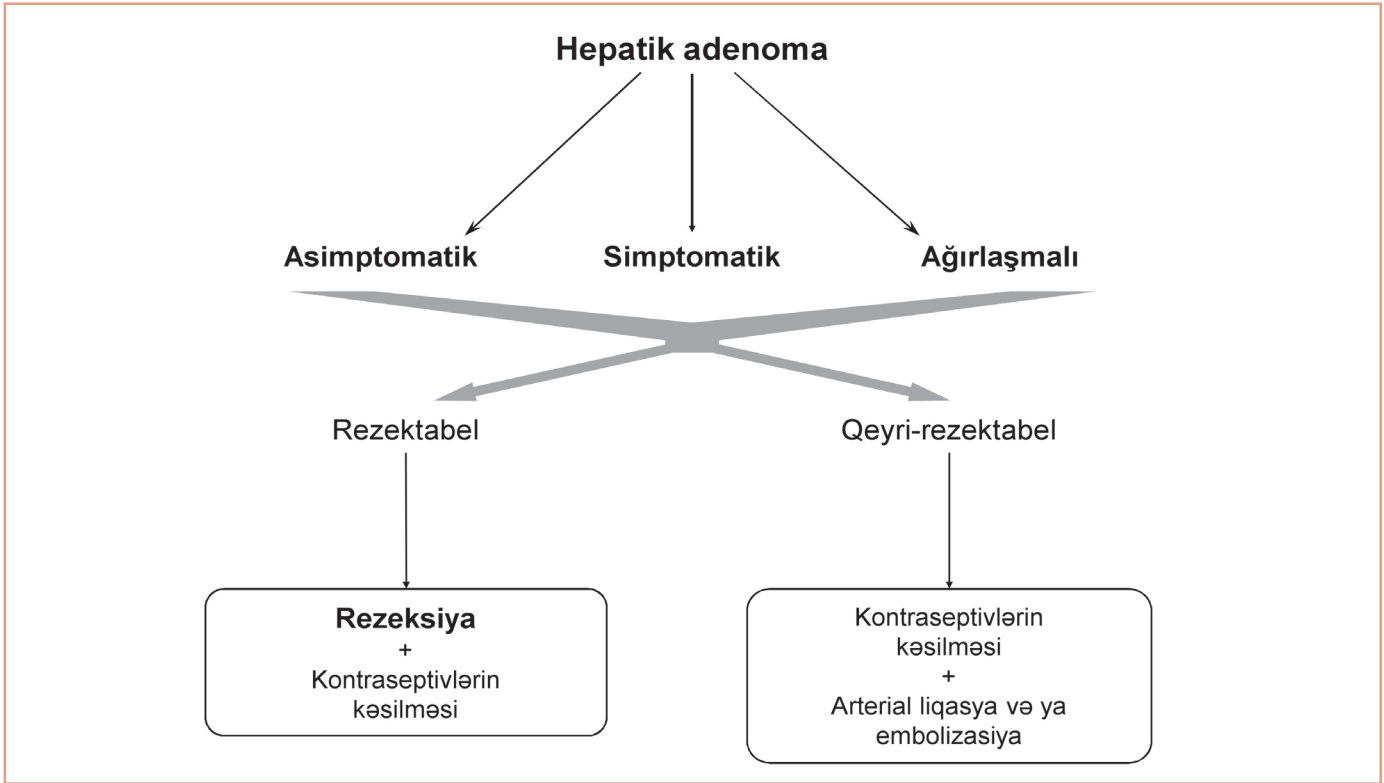 Hepatik adenoma
Asimptomatik
Simptomatik
Ağırlaşmalı
Rezektabel
Qeyri-rezektabel
Rezeksiya
+
Kontraseptivlərin
kəsilməsi
Kontraseptivlərin
kəsilməsi
+
Arterial liqasya və ya
embolizasiya